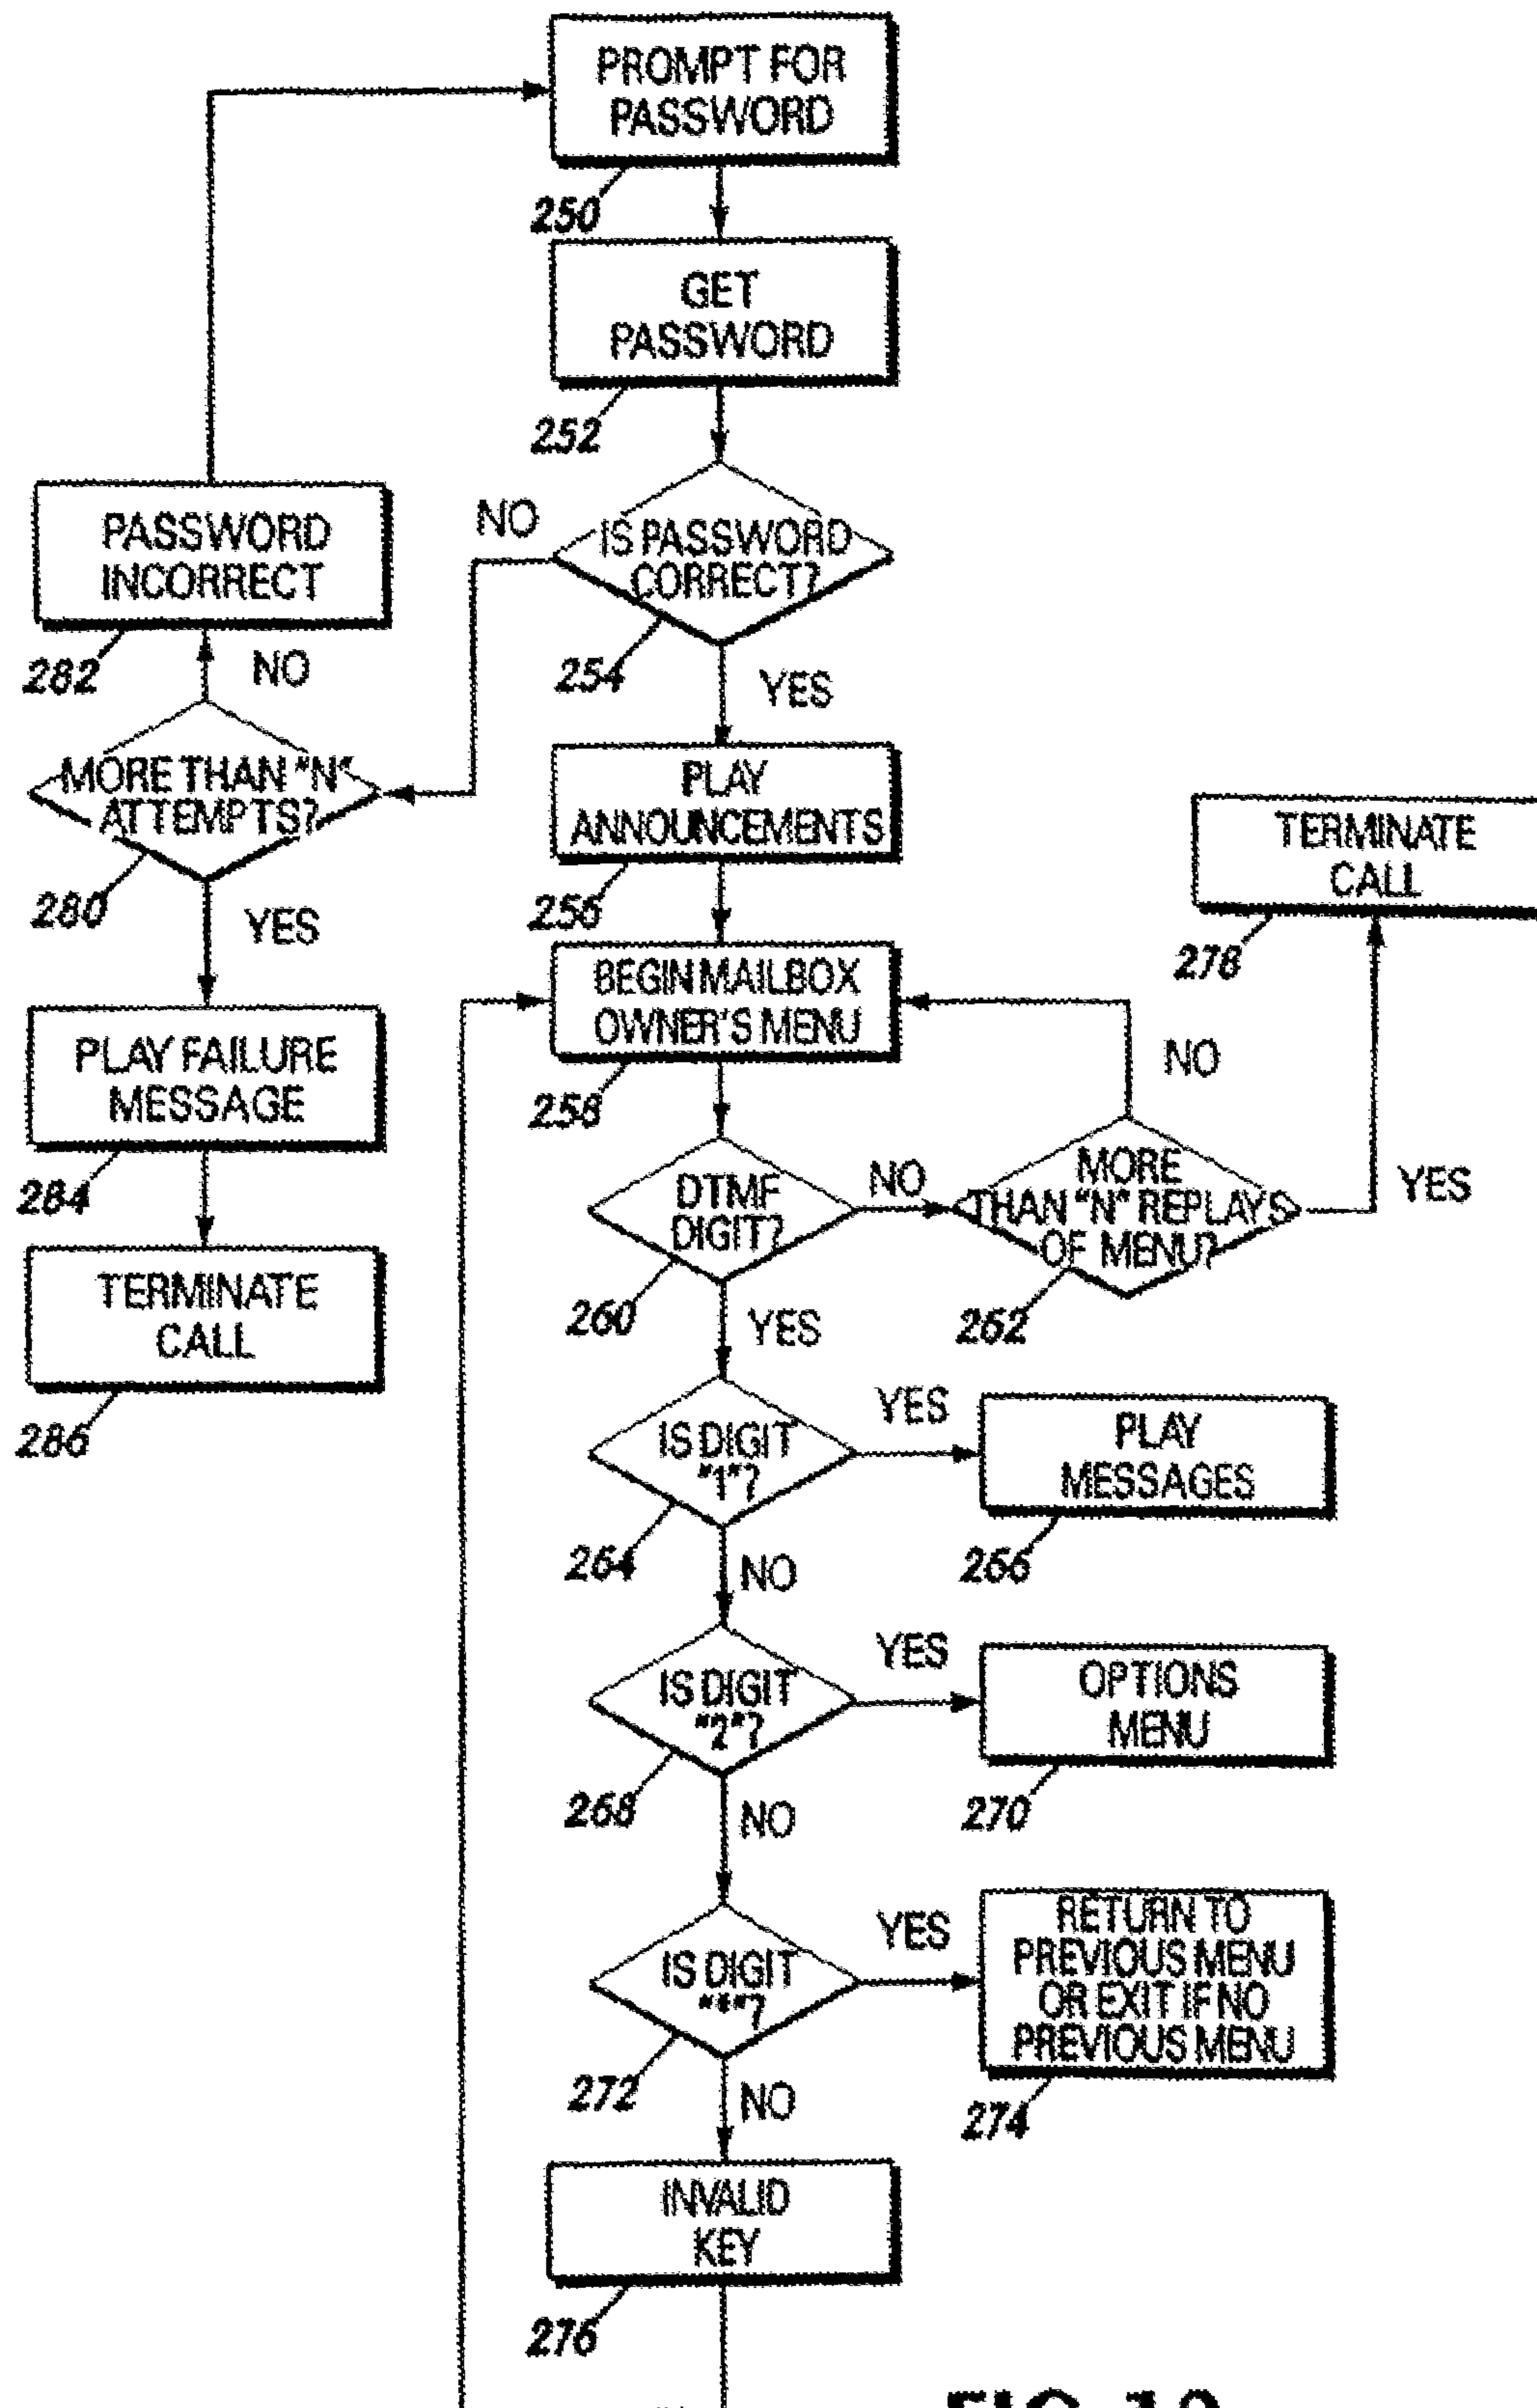 PROMPT FOR
PASSWORD
250
GET
PASSWORD
252
IS PASSWORD
CORRECT?
254
NO
YES
PASSWORD
INCORRECT
282
NO
MORE THAN "N"
ATTEMPTS?
280
YES
PLAY FAILURE
MESSAGE
284
TERMINATE
CALL
286
PLAY
ANNOUNCEMENTS
256
BEGIN MAILBOX
OWNER'S MENU
258
TERMINATE
CALL
278
NO
DTMF
DIGIT?
260
NO
MORE
THAN "N" REPLAYS
OF MENU?
262
YES
YES
IS DIGIT
"1"?
264
YES
PLAY
MESSAGES
266
NO
IS DIGIT
"2"?
268
YES
OPTIONS
MENU
270
NO
IS DIGIT
"*"?
272
YES
RETURN TO
PREVIOUS MENU
OR EXIT IF NO
PREVIOUS MENU
274
NO
INVALID
KEY
276